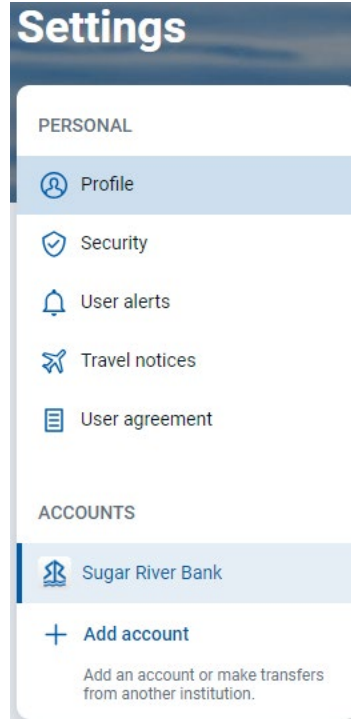 Settings
PERSONAL
Profile
Security
User alerts
Travel notices
User agreement
ACCOUNTS
Sugar River Bank
Add account
Add an account or make transfers
from another institution.